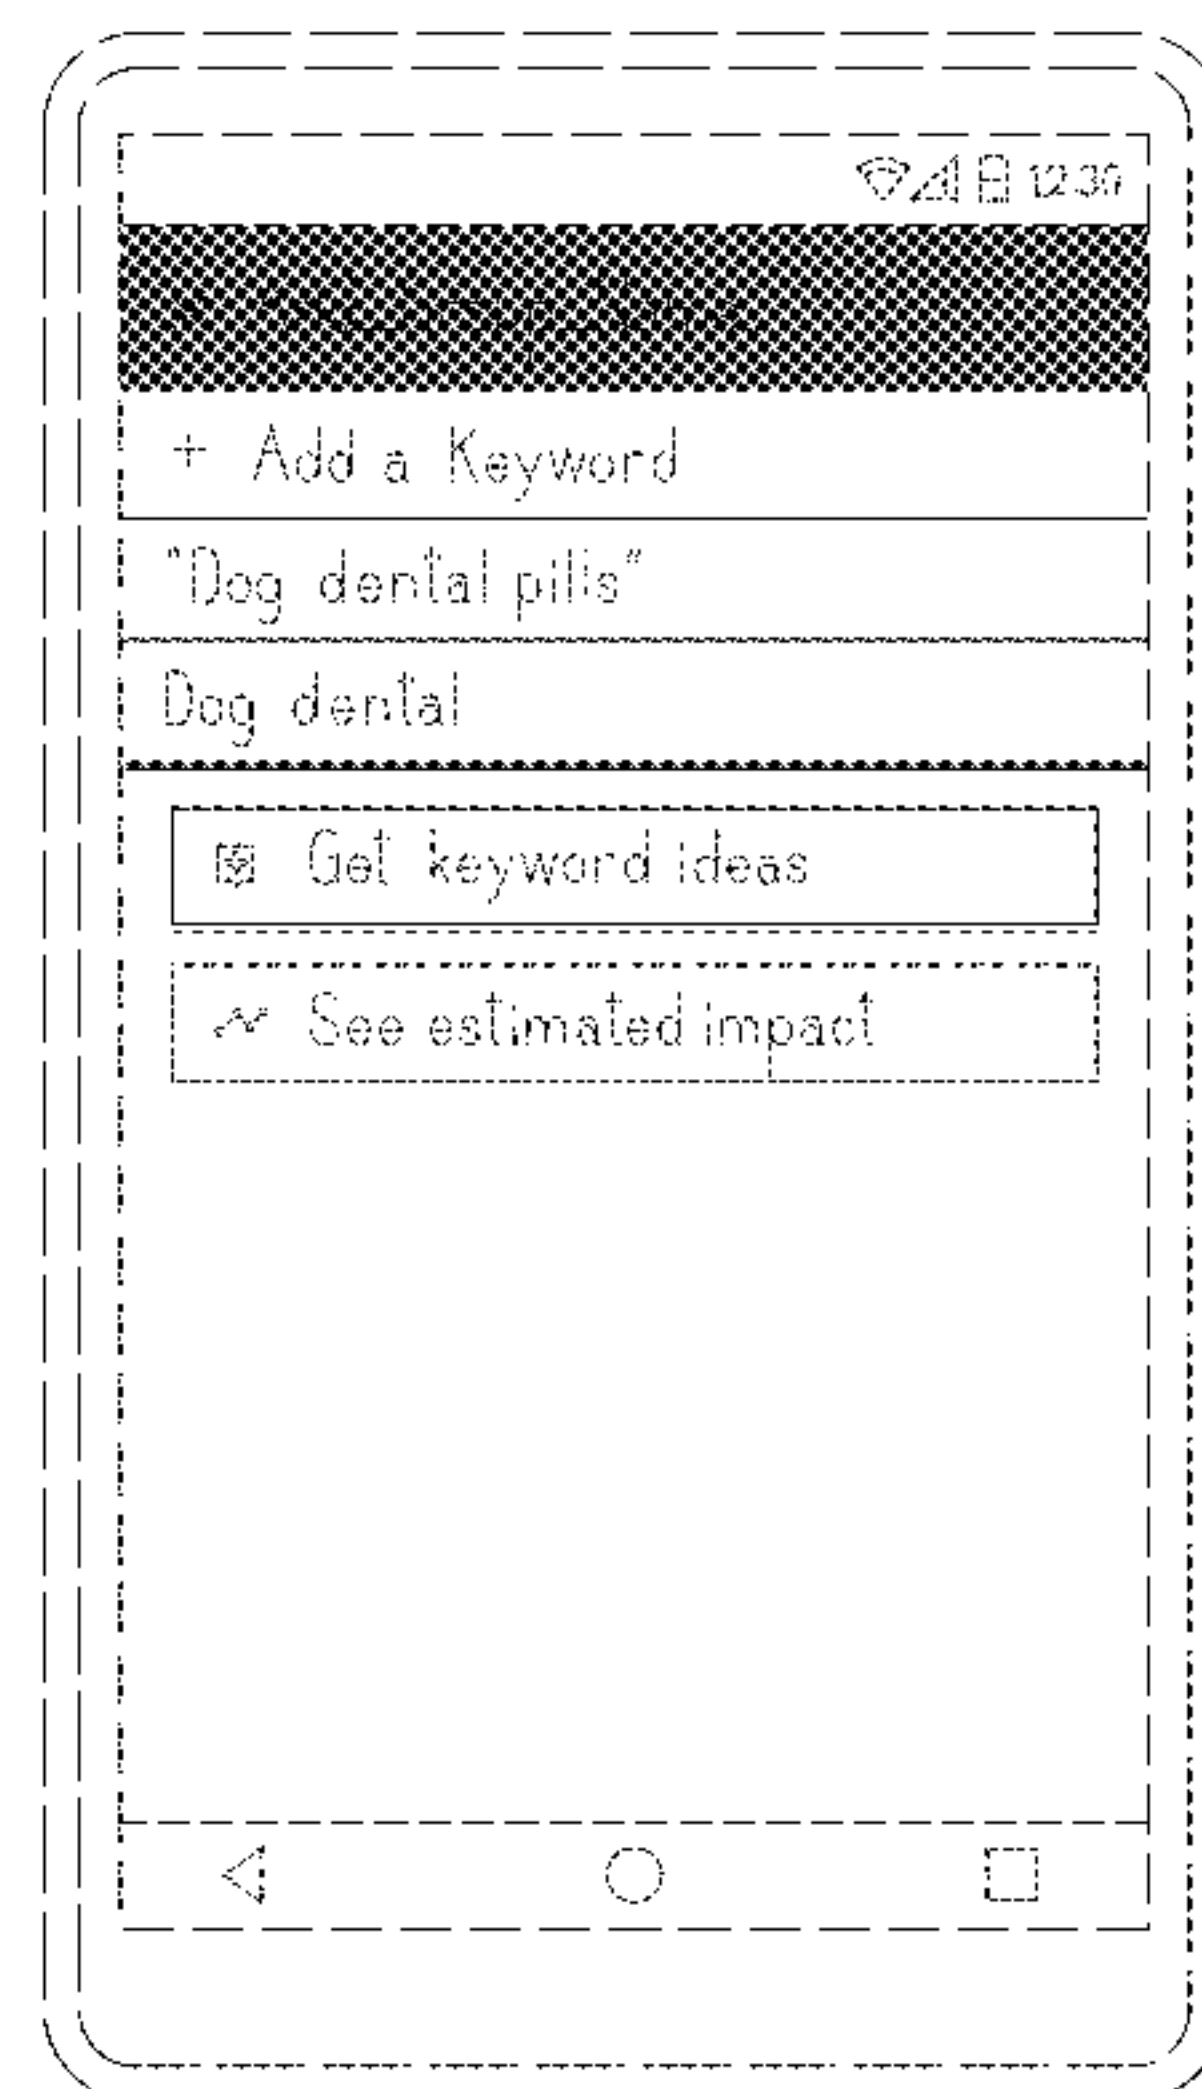 12:30
+ Add a Keyword
"Dog dental pills"
Dog dental
Get keyword ideas
See estimated impact